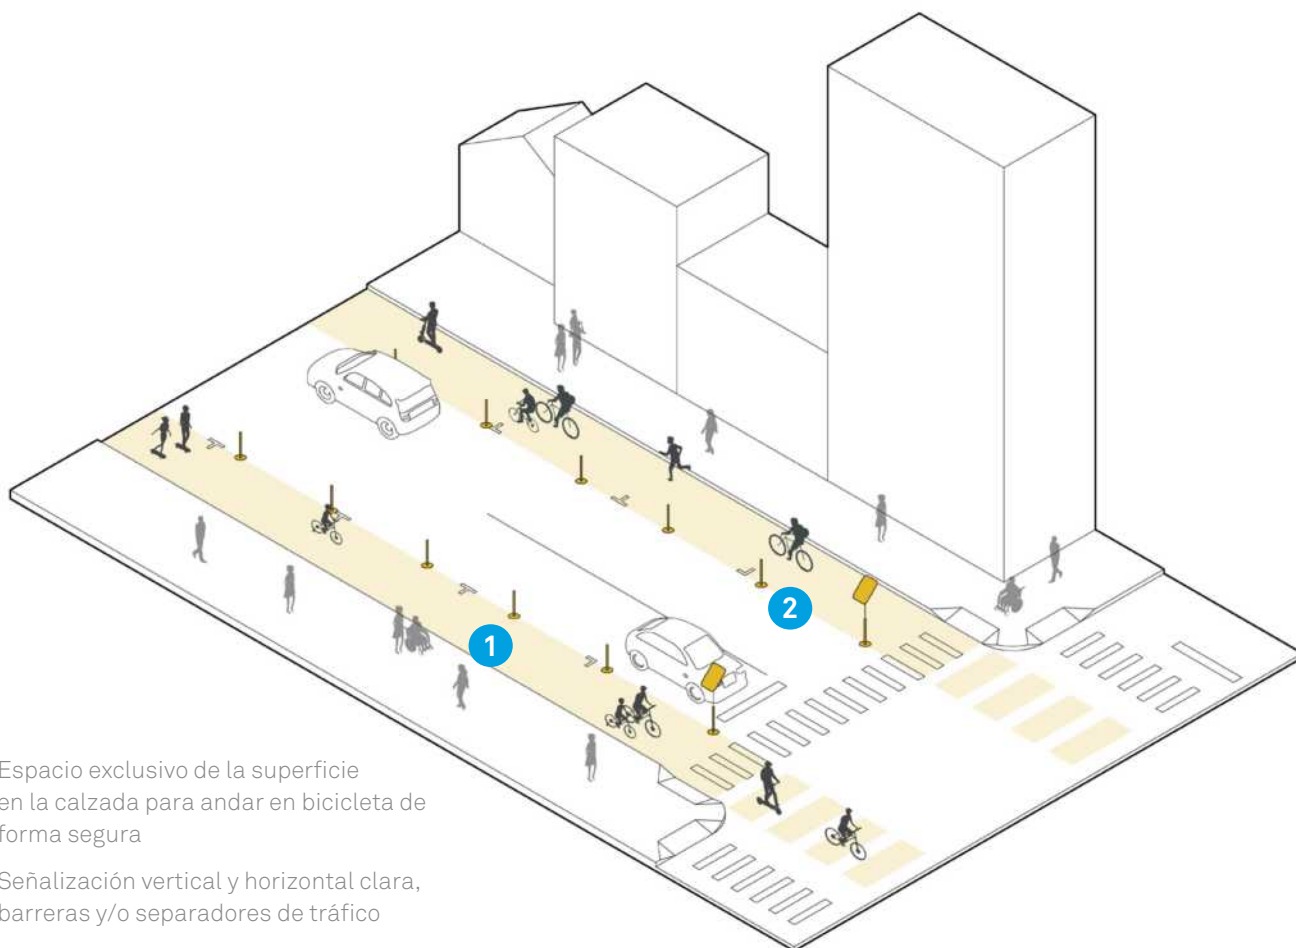 2
1
Espacio exclusivo de la superficie
en la calzada para andar en bicicleta de
forma segura
Señalización vertical y horizontal clara,
barreras y/o separadores de tráfico